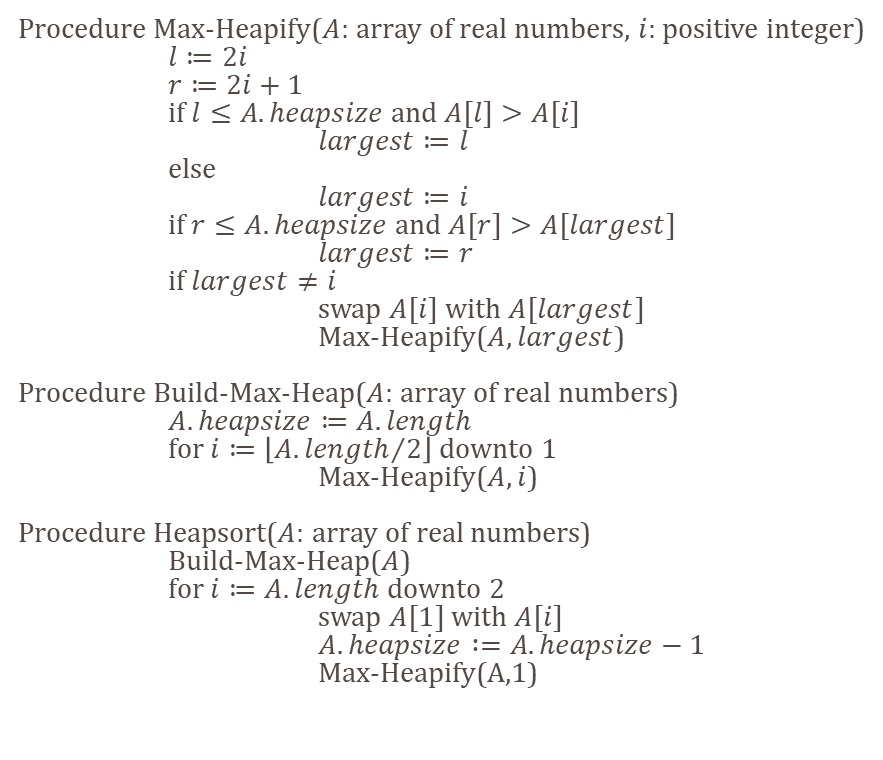 Procedure Max-Heapify(A: array of real numbers, i: positive integer)
l ≔ 2i
r ≔ 2i + 1
if l ≤ A.heapsize and A[l] > A[i]
largest ≔ l
else
largest ≔ i
if r ≤ A.heapsize and A[r] > A[largest]
largest ≔ r
if largest ≠ i
swap A[i] with A[largest]
Max-Heapify(A, largest)
Procedure Build-Max-Heap(A: array of real numbers)
A.heapsize ≔ A.length
for i ≔ ⌊A.length/2⌋ downto 1
Max-Heapify(A, i)
Procedure Heapsort(A: array of real numbers)
Build-Max-Heap(A)
for i ≔ A.length downto 2
swap A[1] with A[i]
A.heapsize ≔ A.heapsize − 1
Max-Heapify(A,1)